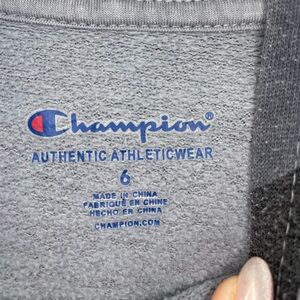 Champion®
AUTHENTIC ATHLETICWEAR
6
MADE IN CHINA
FABRIQUÉ EN CHINE
HECHO EN CHINA
CHAMPION.COM